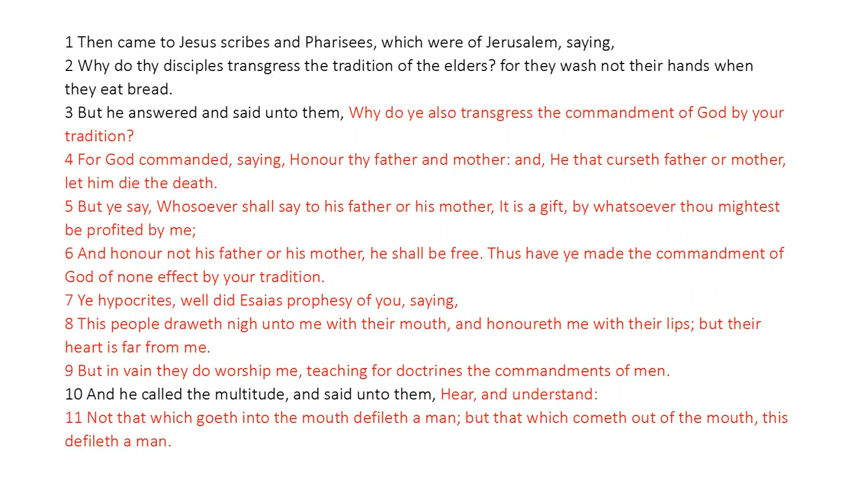 1 Then came to Jesus scribes and Pharisees, which were of Jerusalem, saying,
2 Why do thy disciples transgress the tradition of the elders? for they wash not their hands when
they eat bread.
3 But he answered and said unto them, Why do ye also transgress the commandment of God by your
tradition?
4 For God commanded, saying, Honour thy father and mother: and, He that curseth father or mother,
let him die the death.
5 But ye say, Whosoever shall say to his father or his mother, It is a gift, by whatsoever thou mightest
be profited by me;
6 And honour not his father or his mother, he shall be free. Thus have ye made the commandment of
God of none effect by your tradition.
7 Ye hypocrites, well did Esaias prophesy of you, saying,
8 This people draweth nigh unto me with their mouth, and honoureth me with their lips; but their
heart is far from me.
9 But in vain they do worship me, teaching for doctrines the commandments of men.
10 And he called the multitude, and said unto them, Hear, and understand:
11 Not that which goeth into the mouth defileth a man; but that which cometh out of the mouth, this
defileth a man.